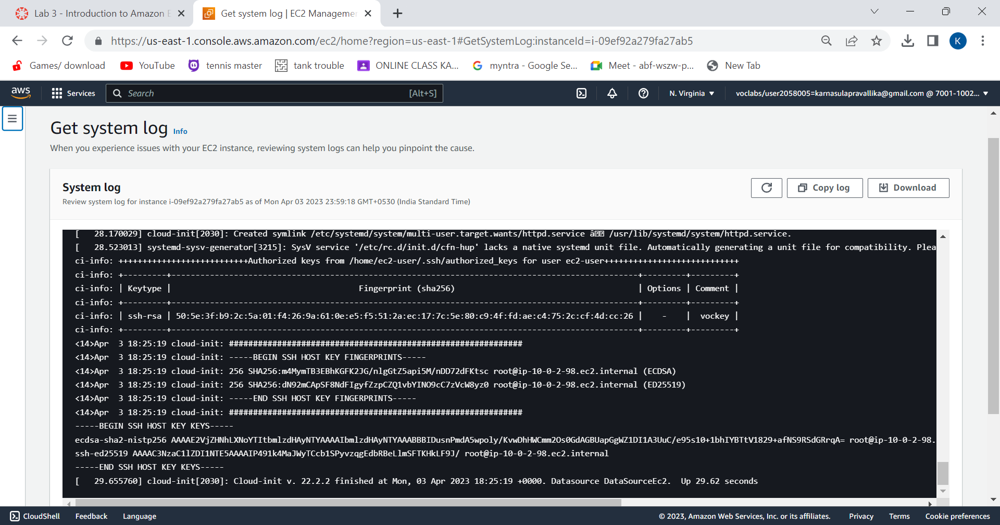 Lab 3 - Introduction to Amazon E
Get system log | EC2 Managemen
https://us-east-1.console.aws.amazon.com/ec2/home?region=us-east-1#GetSystemLog:instanceId=i-09ef92a279fa27ab5
K
Games/ download
YouTube
tennis master
tank trouble
ONLINE CLASS KA...
myntra - Google Se...
Meet - abf-wszw-p...
New Tab
aws
Services
Search
[Alt+S]
N. Virginia
voclabs/user2058005=karnasulapravallika@gmail.com @ 7001-1002...
Get system log Info
When you experience issues with your EC2 instance, reviewing system logs can help you pinpoint the cause.
System log
Copy log
Download
Review system log for instance i-09ef92a279fa27ab5 as of Mon Apr 03 2023 23:59:18 GMT+0530 (India Standard Time)
[   28.170029] cloud-init[2030]: Created symlink /etc/systemd/system/multi-user.target.wants/httpd.service â /usr/lib/systemd/system/httpd.service.
[   28.523013] systemd-sysv-generator[3215]: SysV service '/etc/rc.d/init.d/cfn-hup' lacks a native systemd unit file. Automatically generating a unit file for compatibility. Plea
ci-info: +++++++++++++++++++++++++++Authorized keys from /home/ec2-user/.ssh/authorized_keys for user ec2-user++++++++++++++++++++++++++++
ci-info: +---------+-------------------------------------------------------------------------------------------------+---------+---------+
ci-info: | Keytype |                                       Fingerprint (sha256)                                      | Options | Comment |
ci-info: +---------+-------------------------------------------------------------------------------------------------+---------+---------+
ci-info: | ssh-rsa | 50:5e:3f:b9:2c:5a:01:f4:26:9a:61:0e:e5:f5:51:2a:ec:17:7c:5e:80:c9:4f:fd:ae:c4:75:2c:cf:4d:cc:26 |    -    |  vockey |
ci-info: +---------+-------------------------------------------------------------------------------------------------+---------+---------+
<14>Apr  3 18:25:19 cloud-init: #############################################################
<14>Apr  3 18:25:19 cloud-init: -----BEGIN SSH HOST KEY FINGERPRINTS-----
<14>Apr  3 18:25:19 cloud-init: 256 SHA256:m4MymTB3EBhKGFK2JG/nlgGtZ5api5M/nDD72dFKtsc root@ip-10-0-2-98.ec2.internal (ECDSA)
<14>Apr  3 18:25:19 cloud-init: 256 SHA256:dN92mCApSF8NdFIgyfZzpCZQ1vbYINO9cC7zVcW8yz0 root@ip-10-0-2-98.ec2.internal (ED25519)
<14>Apr  3 18:25:19 cloud-init: -----END SSH HOST KEY FINGERPRINTS-----
<14>Apr  3 18:25:19 cloud-init: #############################################################
-----BEGIN SSH HOST KEY KEYS-----
ecdsa-sha2-nistp256 AAAAE2VjZHNhLXNoYTItbmlzdHAyNTYAAAAIbmlzdHAyNTYAAABBBIDusnPmdA5wpoly/KvwDhHWCmm2Os0GdAGBUapGgWZ1DI1A3UuC/e95s10+1bhIYBTtV1829+afNS9RSdGRrqA= root@ip-10-0-2-98.
ssh-ed25519 AAAAC3NzaC1lZDI1NTE5AAAAIP491k4MaJWyTCcb1SPyvzqgEdbRBeLlmSFTKHkLF9J/ root@ip-10-0-2-98.ec2.internal
-----END SSH HOST KEY KEYS-----
[   29.655760] cloud-init[2030]: Cloud-init v. 22.2.2 finished at Mon, 03 Apr 2023 18:25:19 +0000. Datasource DataSourceEc2.  Up 29.62 seconds
CloudShell
Feedback
Language
© 2023, Amazon Web Services, Inc. or its affiliates.
Privacy
Terms
Cookie preferences